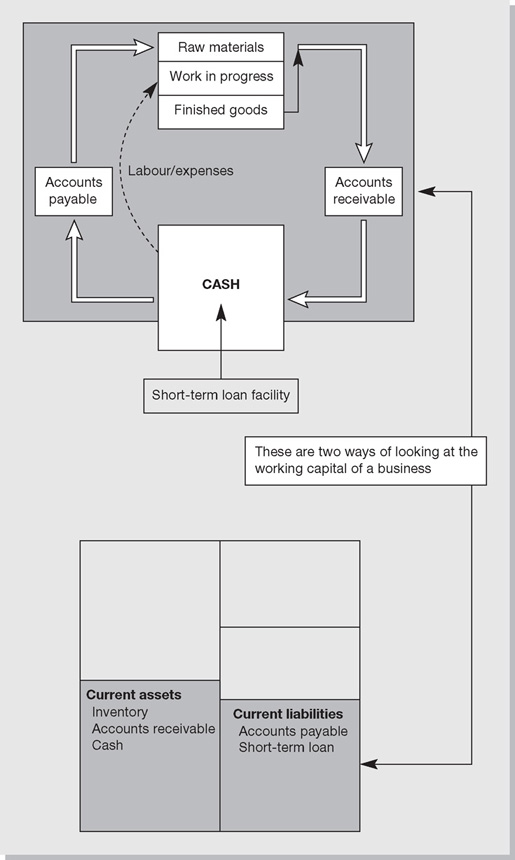 Raw materials
Work in progress
Finished goods
Labour/expenses
Accounts
payable
Accounts
receivable
CASH
Short-term loan facility
These are two ways of looking at the
working capital of a business
Current assets
Inventory
Accounts receivable
Cash
Current liabilities
Accounts payable
Short-term loan